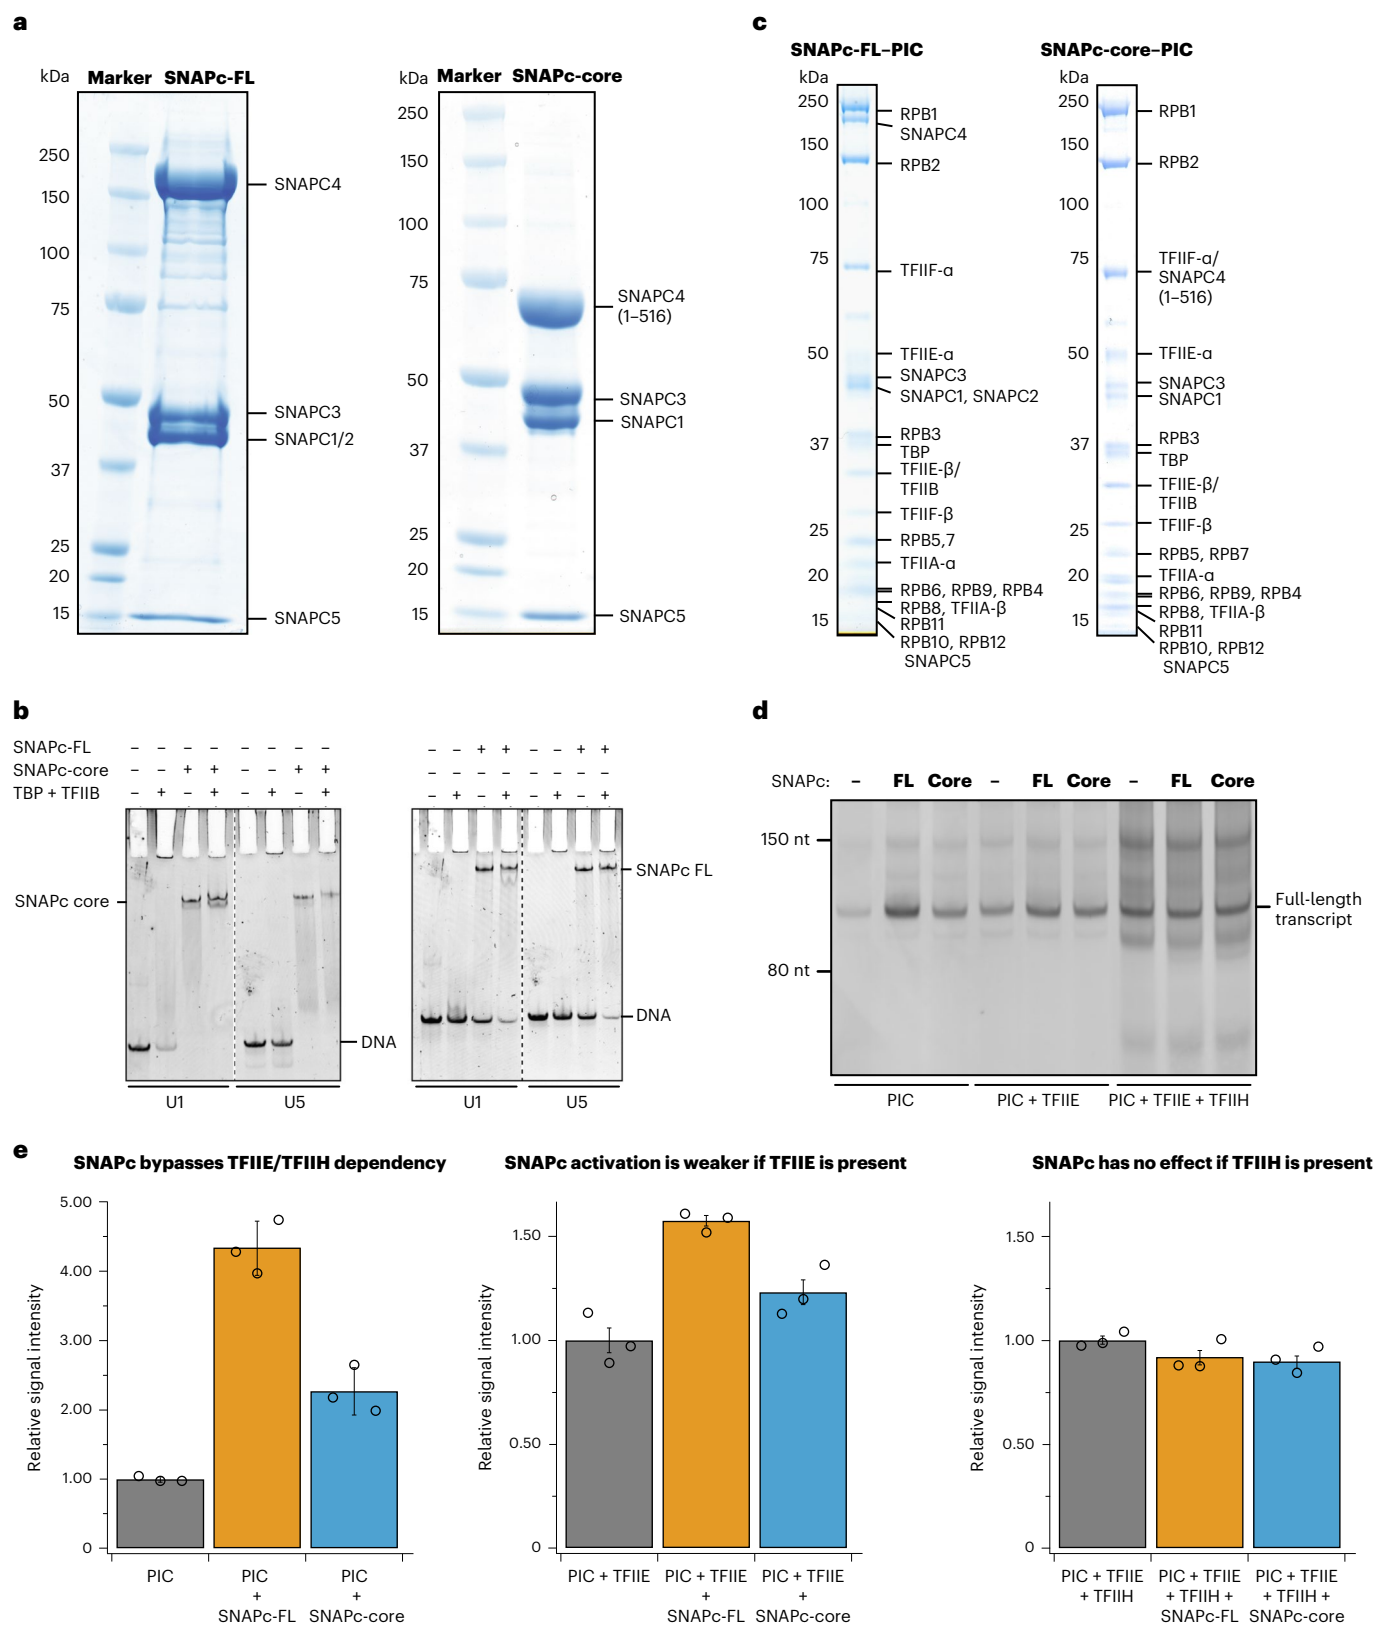 a
kDa Marker SNAPc-FL
250
150
100
75
50
37
25
20
15
SNAPC4
SNAPC3
SNAPC1/2
SNAPC5
kDa Marker SNAPc-core
250
150
100
75
50
37
25
20
15
SNAPC4
(1–516)
SNAPC3
SNAPC1
SNAPC5
c
SNAPc-FL–PIC
kDa
250
150
100
75
50
37
25
20
15
RPB1
SNAPC4
RPB2
TFIIF-α
TFIIE-α
SNAPC3
SNAPC1, SNAPC2
RPB3
TBP
TFIIE-β/
TFIIB
TFIIF-β
RPB5,7
TFIIA-α
RPB6, RPB9, RPB4
RPB8, TFIIA-β
RPB11
RPB10, RPB12
SNAPC5
SNAPc-core–PIC
kDa
250
150
100
75
50
37
25
20
15
RPB1
RPB2
TFIIF-α/
SNAPC4
(1–516)
TFIIE-α
SNAPC3
SNAPC1
RPB3
TBP
TFIIE-β/
TFIIB
TFIIF-β
RPB5, RPB7
TFIIA-α
RPB6, RPB9, RPB4
RPB8, TFIIA-β
RPB11
RPB10, RPB12
SNAPC5
b
SNAPc-FL – – – – – – – –
SNAPc-core – – + + – – + +
TBP + TFIIB – + – + – + – +
SNAPc core
DNA
U1 U5
– – + + – – + +
– – – – – – – –
– + – + – + – +
SNAPc FL
DNA
U1 U5
d
SNAPc: – FL Core – FL Core – FL Core
150 nt
80 nt
Full-length
transcript
PIC PIC + TFIIE PIC + TFIIE + TFIIH
e
SNAPc bypasses TFIIE/TFIIH dependency
Relative signal intensity
5.00
4.00
3.00
2.00
1.00
0
PIC
PIC
+
SNAPc-FL
PIC
+
SNAPc-core
SNAPc activation is weaker if TFIIE is present
Relative signal intensity
1.50
1.00
0.50
0
PIC + TFIIE
PIC + TFIIE
+
SNAPc-FL
PIC + TFIIE
+
SNAPc-core
SNAPc has no effect if TFIIH is present
Relative signal intensity
1.50
1.00
0.50
0
PIC + TFIIE
+ TFIIH
PIC + TFIIE
+ TFIIH +
SNAPc-FL
PIC + TFIIE
+ TFIIH +
SNAPc-core